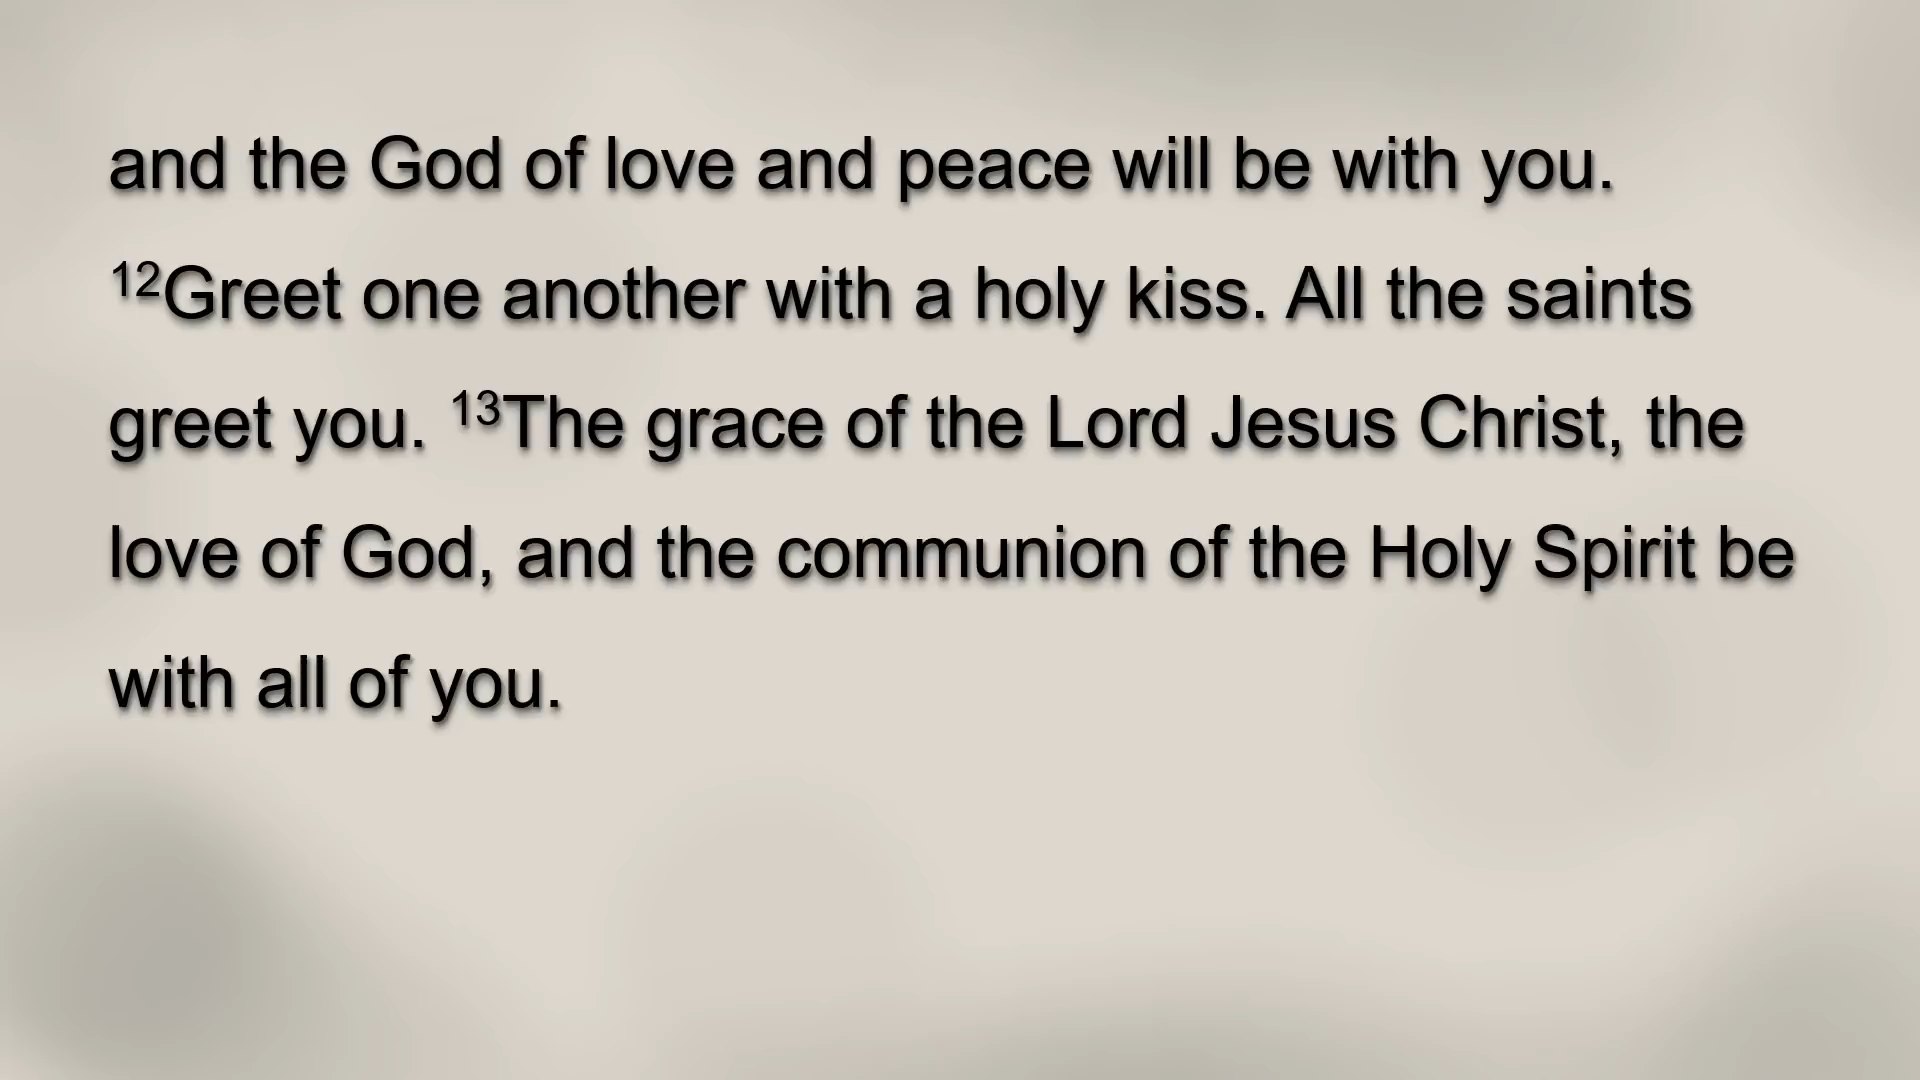 and the God of love and peace will be with you.
¹²Greet one another with a holy kiss. All the saints
greet you. ¹³The grace of the Lord Jesus Christ, the
love of God, and the communion of the Holy Spirit be
with all of you.